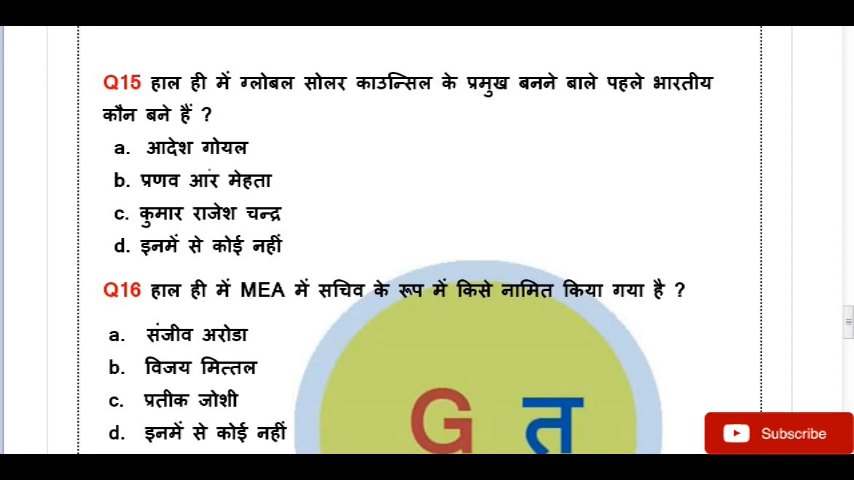 Q15 हाल ही में ग्लोबल सोलर काउन्सिल के प्रमुख बनने बाले पहले भारतीय
कौन बने हैं ?
a. आदेश गोयल
b. प्रणव आर मेहता
c. कुमार राजेश चन्द्र
d. इनमें से कोई नहीं
Q16 हाल ही में MEA में सचिव के रूप में किसे नामित किया गया है ?
a. संजीव अरोडा
b. विजय मित्तल
c. प्रतीक जोशी
d. इनमें से कोई नहीं
G त
Subscribe